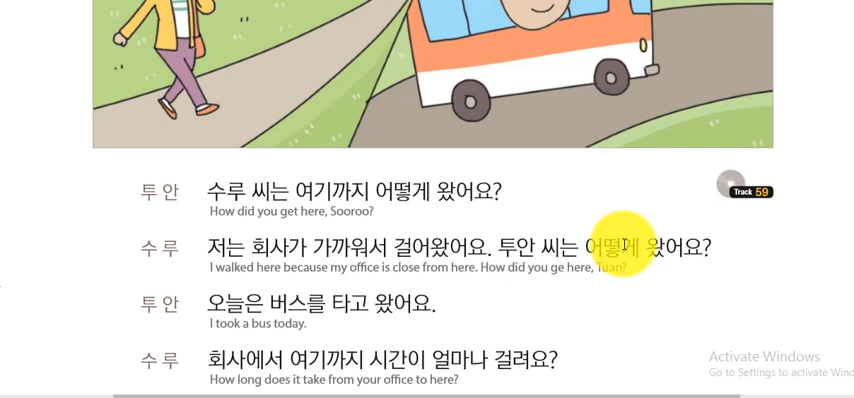 투 안 수루 씨는 여기까지 어떻게 왔어요?
Track 59
How did you get here, Sooroo?
수 루 저는 회사가 가까워서 걸어왔어요. 투안 씨는 어떻게 왔어요?
I walked here because my office is close from here. How did you ge here, Tuan?
투 안 오늘은 버스를 타고 왔어요.
I took a bus today.
수 루 회사에서 여기까지 시간이 얼마나 걸려요?
How long does it take from your office to here?
Activate Windows
Go to Settings to activate Wind